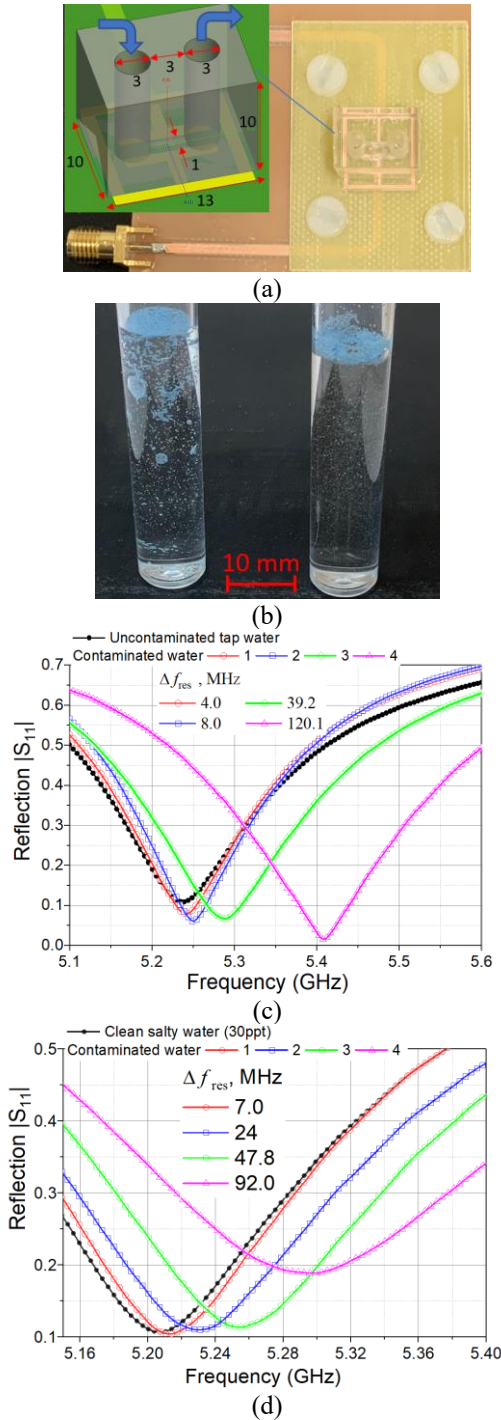 3 3 3
10 10
1
13
(a)
10 mm
(b)
Uncontaminated tap water
Contaminated water 1 2 3 4
Δf_res , MHz
4.0 39.2
8.0 120.1
0.7
0.6
0.5
0.4
0.3
0.2
0.1
0.0
Reflection |S₁₁|
5.1 5.2 5.3 5.4 5.5 5.6
Frequency (GHz)
(c)
Clean salty water (30ppt)
Contaminated water 1 2 3 4
Δf_res, MHz
7.0
24
47.8
92.0
0.5
0.4
0.3
0.2
0.1
Reflection |S₁₁|
5.16 5.20 5.24 5.28 5.32 5.36 5.40
Frequency (GHz)
(d)